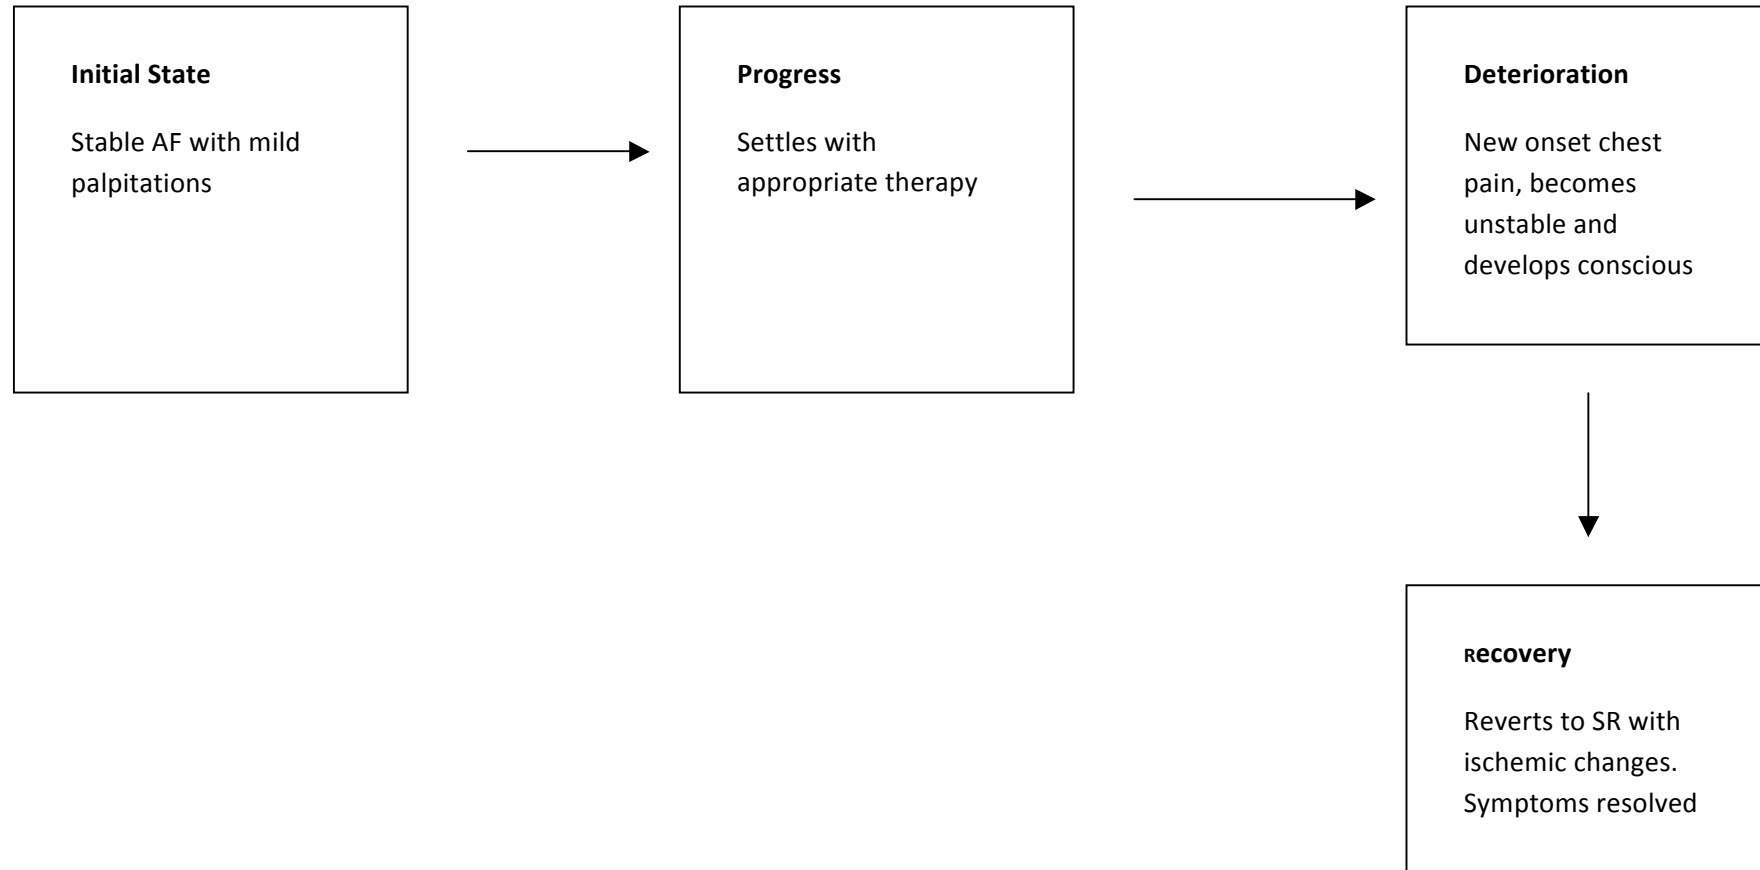 Initial State
Stable AF with mild
palpitations
Progress
Settles with
appropriate therapy
Deterioration
New onset chest
pain, becomes
unstable and
develops conscious
Recovery
Reverts to SR with
ischemic changes.
Symptoms resolved